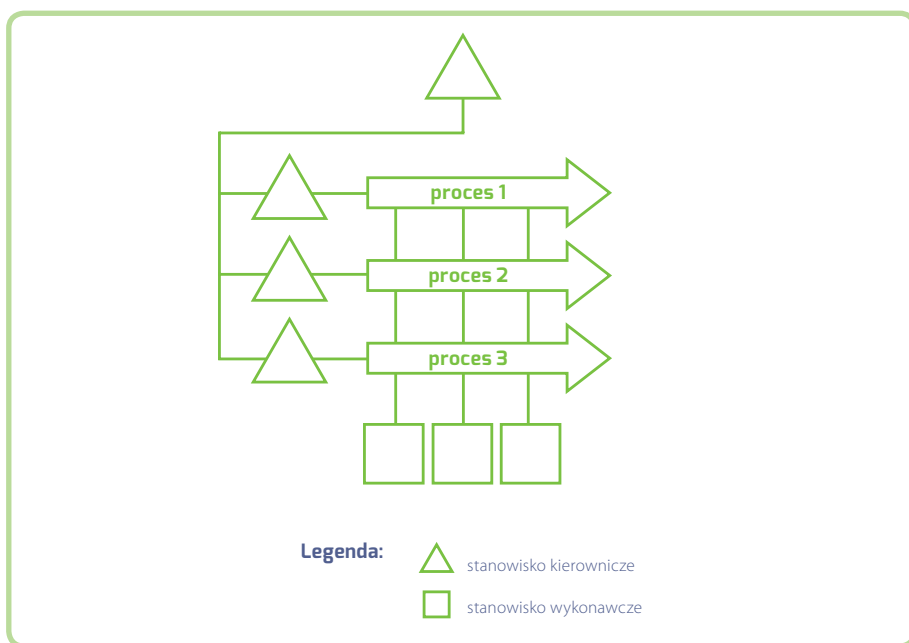 proces 1
proces 2
proces 3
Legenda:
stanowisko kierownicze
stanowisko wykonawcze